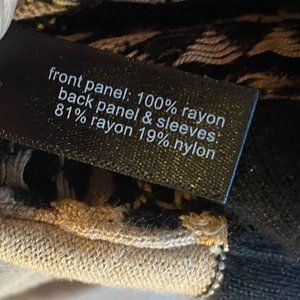 front panel: 100% rayon
back panel & sleeves
81% rayon 19% nylon